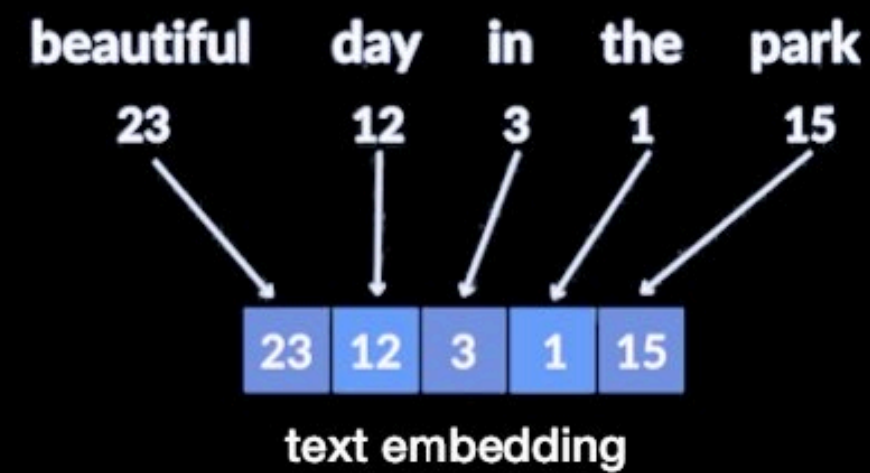 beautiful day in the park
23 12 3 1 15
23 12 3 1 15
text embedding